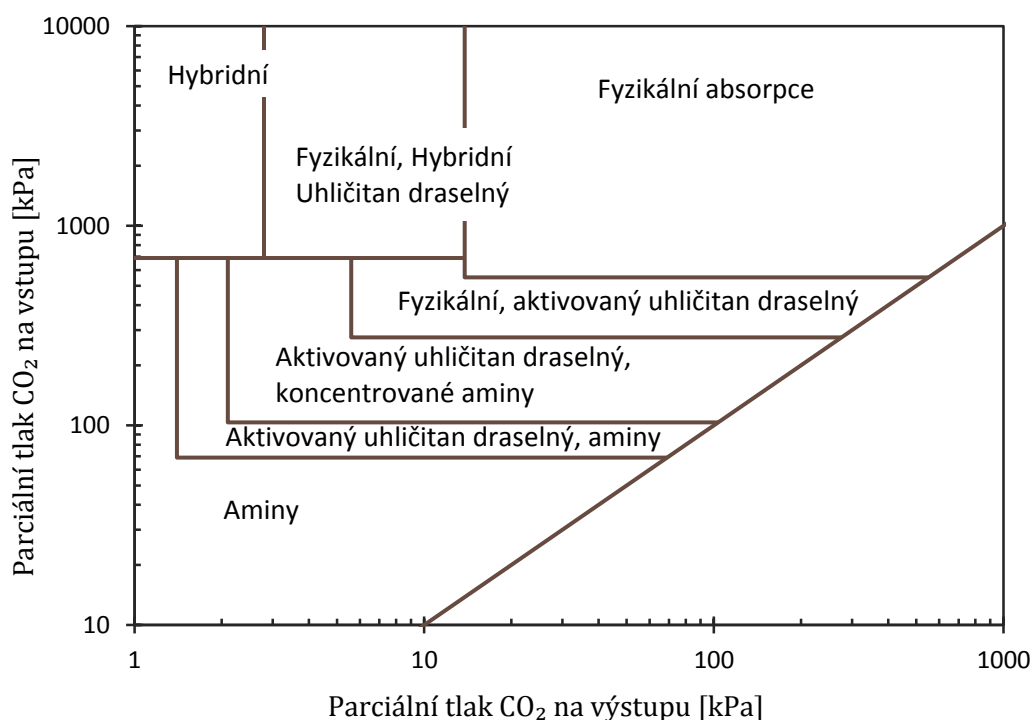 10000
1000
100
10
Parciální tlak CO₂ na vstupu [kPa]
Hybridní
Fyzikální absorpce
Fyzikální, Hybridní
Uhličitan draselný
Fyzikální, aktivovaný uhličitan draselný
Aktivovaný uhličitan draselný,
koncentrované aminy
Aktivovaný uhličitan draselný, aminy
Aminy
1
10
100
1000
Parciální tlak CO₂ na výstupu [kPa]